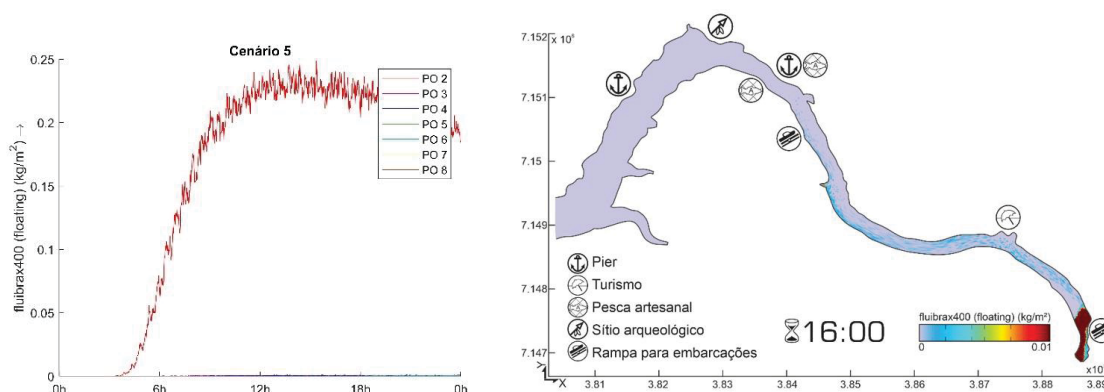 Cenário 5
fluibrax400 (floating) (kg/m²) →
0.25
0.2
0.15
0.1
0.05
0
0h
6h
12h
18h
0h
PO 2
PO 3
PO 4
PO 5
PO 6
PO 7
PO 8
7.152
7.151
7.15
7.149
7.148
7.147
Pier
Turismo
Pesca artesanal
Sítio arqueológico
Rampa para embarcações
16:00
fluibrax400 (floating) (kg/m²)
0
0.01
Y
X
3.81
3.82
3.83
3.84
3.85
3.86
3.87
3.88